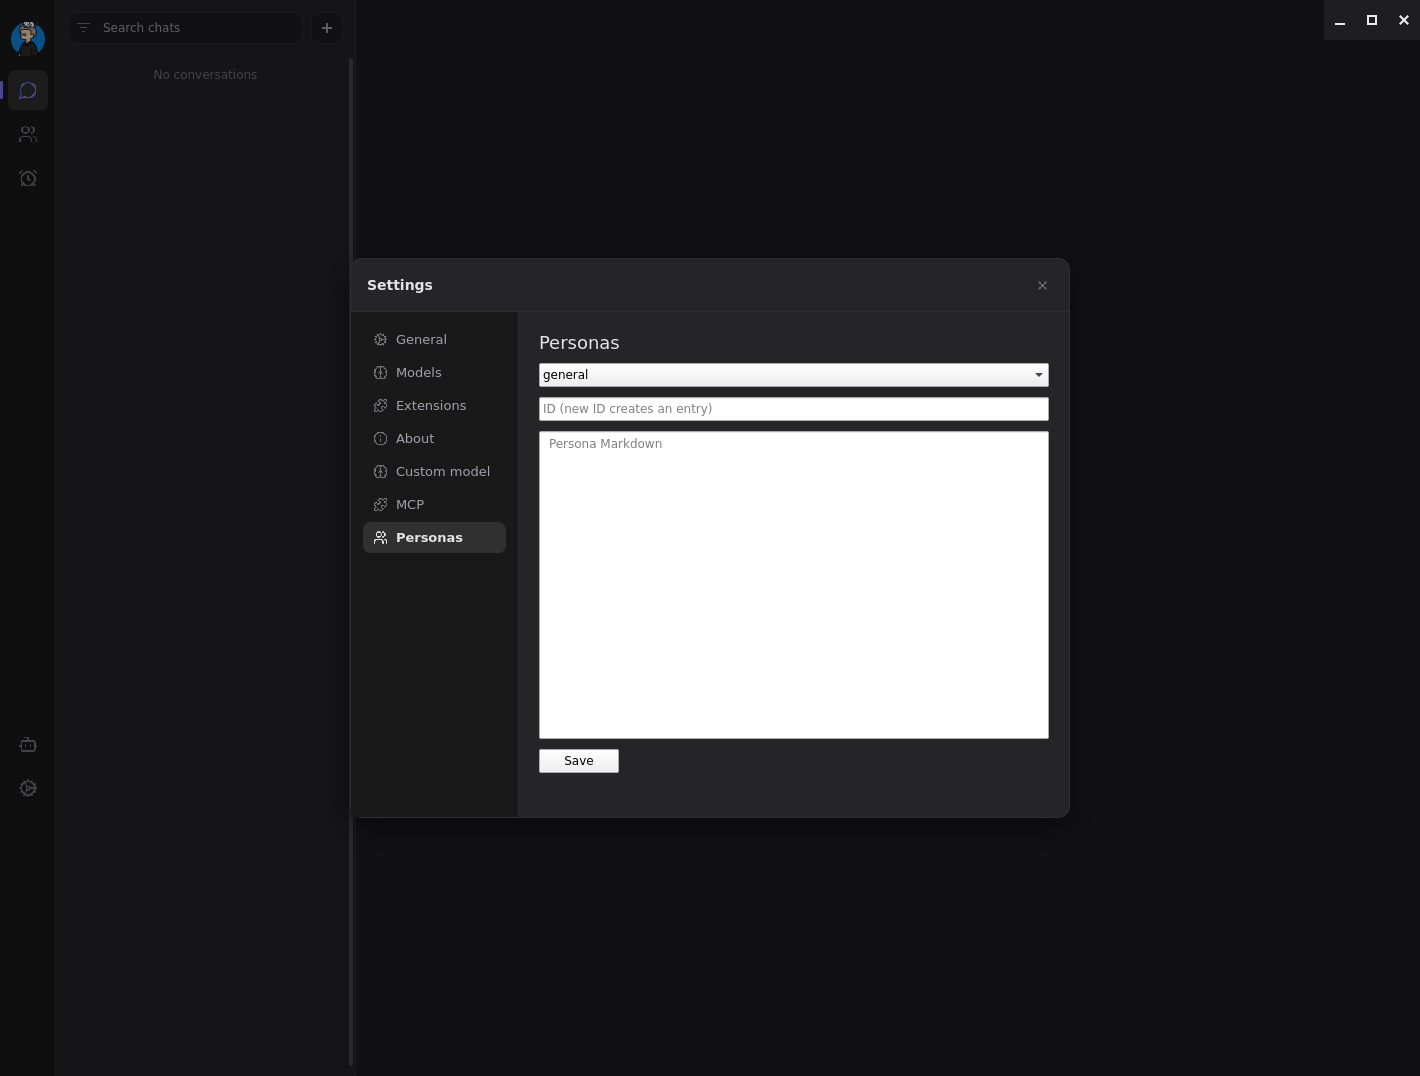 Search chats
No conversations
Settings
General
Models
Extensions
About
Custom model
MCP
Personas
Personas
general
ID (new ID creates an entry)
Persona Markdown
Save